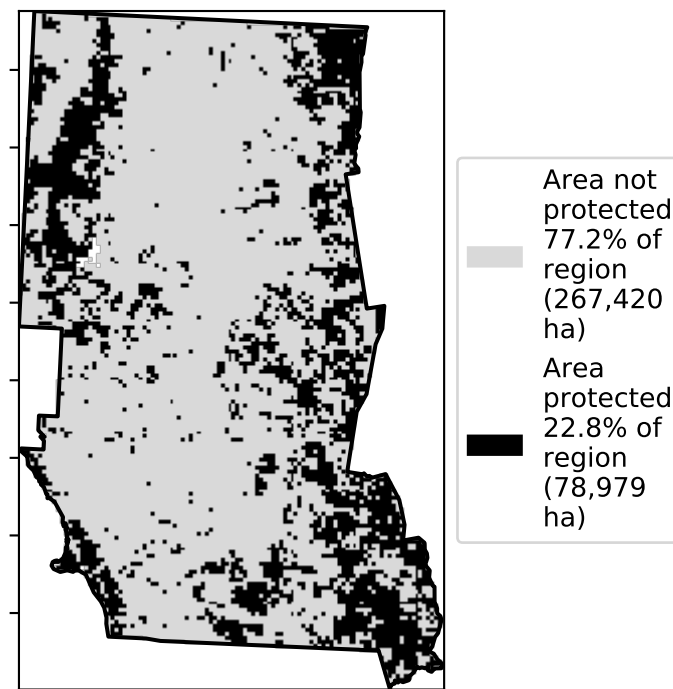 Area not
protected
77.2% of
region
(267,420
ha)
Area
protected
22.8% of
region
(78,979
ha)